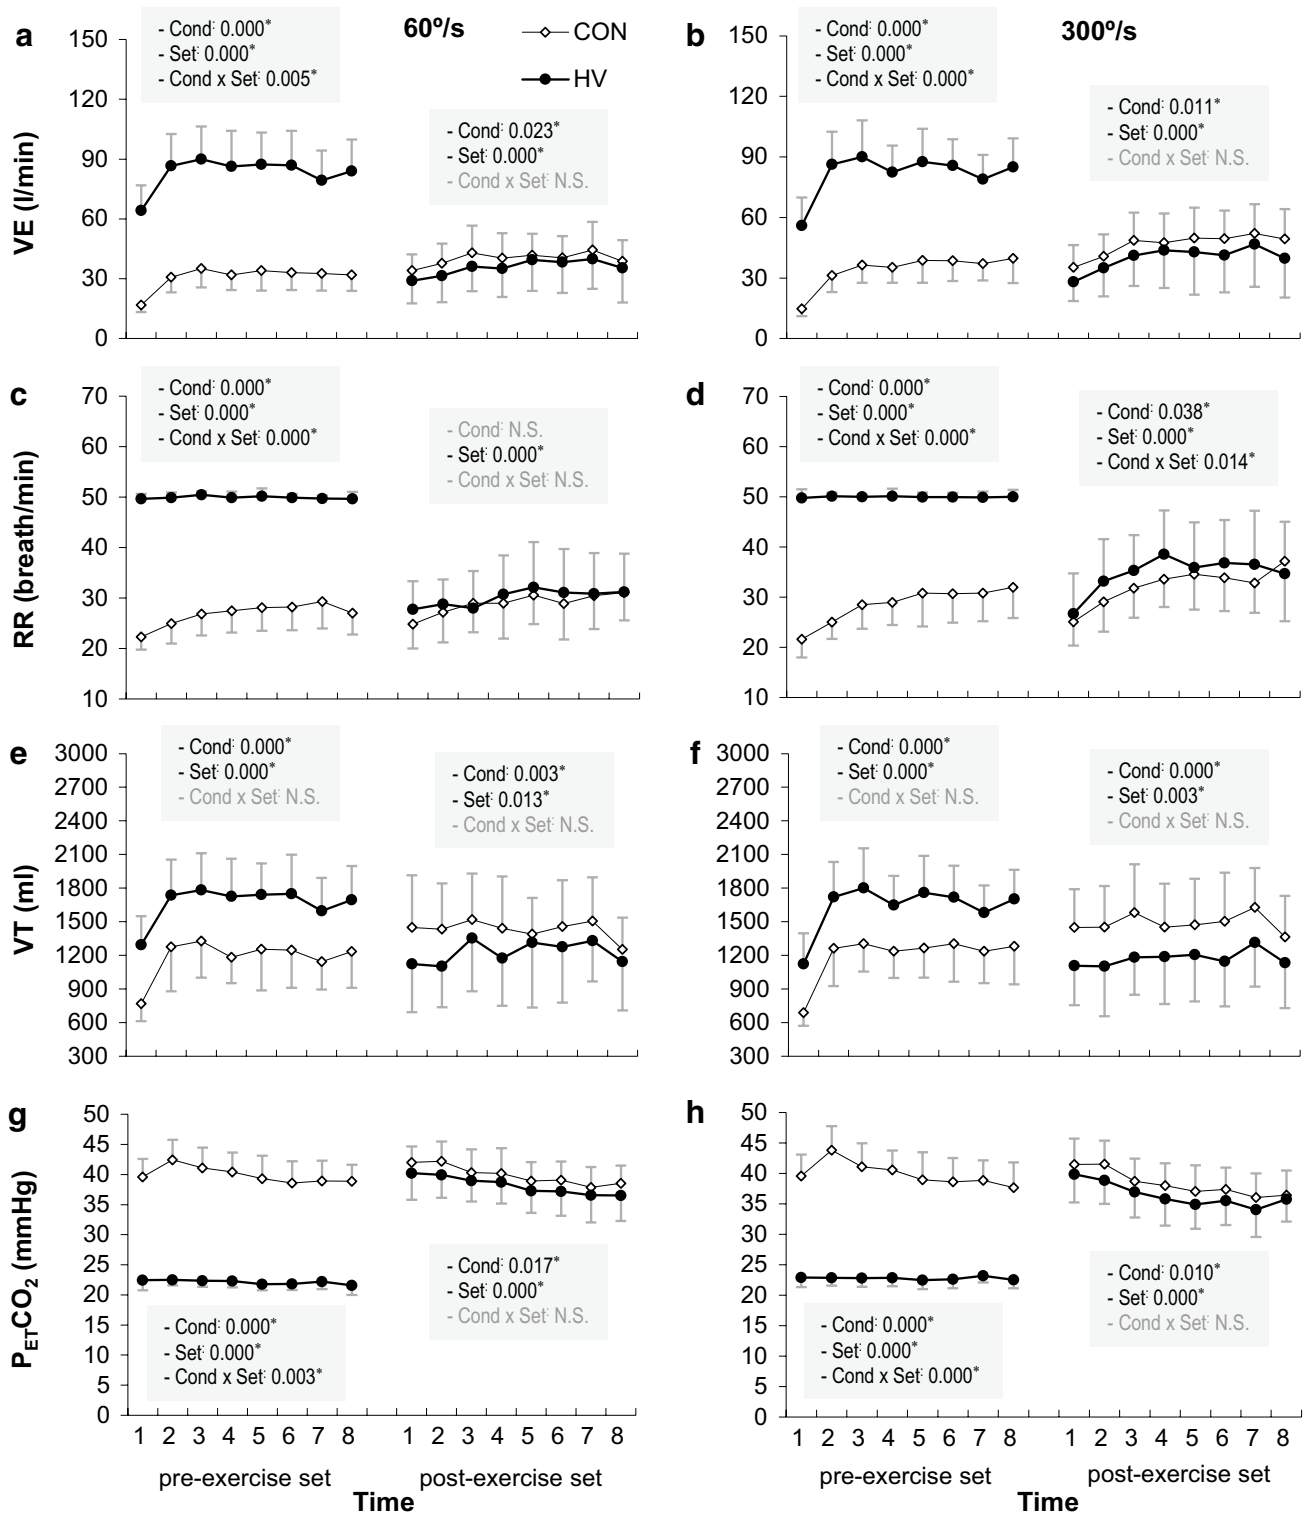 a
60º/s
CON
HV
b
300º/s
VE (l/min)
150
120
90
60
30
0
- Cond: 0.000*
- Set: 0.000*
- Cond x Set: 0.005*
- Cond: 0.023*
- Set: 0.000*
- Cond x Set: N.S.
150
120
90
60
30
0
- Cond: 0.000*
- Set: 0.000*
- Cond x Set: 0.000*
- Cond: 0.011*
- Set: 0.000*
- Cond x Set: N.S.
c
RR (breath/min)
70
60
50
40
30
20
10
- Cond: 0.000*
- Set: 0.000*
- Cond x Set: 0.000*
- Cond: N.S.
- Set: 0.000*
- Cond x Set: N.S.
d
70
60
50
40
30
20
10
- Cond: 0.000*
- Set: 0.000*
- Cond x Set: 0.000*
- Cond: 0.038*
- Set: 0.000*
- Cond x Set: 0.014*
e
VT (ml)
3000
2700
2400
2100
1800
1500
1200
900
600
300
- Cond: 0.000*
- Set: 0.000*
- Cond x Set: N.S.
- Cond: 0.003*
- Set: 0.013*
- Cond x Set: N.S.
f
3000
2700
2400
2100
1800
1500
1200
900
600
300
- Cond: 0.000*
- Set: 0.000*
- Cond x Set: N.S.
- Cond: 0.000*
- Set: 0.003*
- Cond x Set: N.S.
g
PETCO2 (mmHg)
50
45
40
35
30
25
20
15
10
5
0
- Cond: 0.000*
- Set: 0.000*
- Cond x Set: 0.003*
- Cond: 0.017*
- Set: 0.000*
- Cond x Set: N.S.
1 2 3 4 5 6 7 8
1 2 3 4 5 6 7 8
pre-exercise set
post-exercise set
Time
h
50
45
40
35
30
25
20
15
10
5
0
- Cond: 0.000*
- Set: 0.000*
- Cond x Set: 0.000*
- Cond: 0.010*
- Set: 0.000*
- Cond x Set: N.S.
1 2 3 4 5 6 7 8
1 2 3 4 5 6 7 8
pre-exercise set
post-exercise set
Time